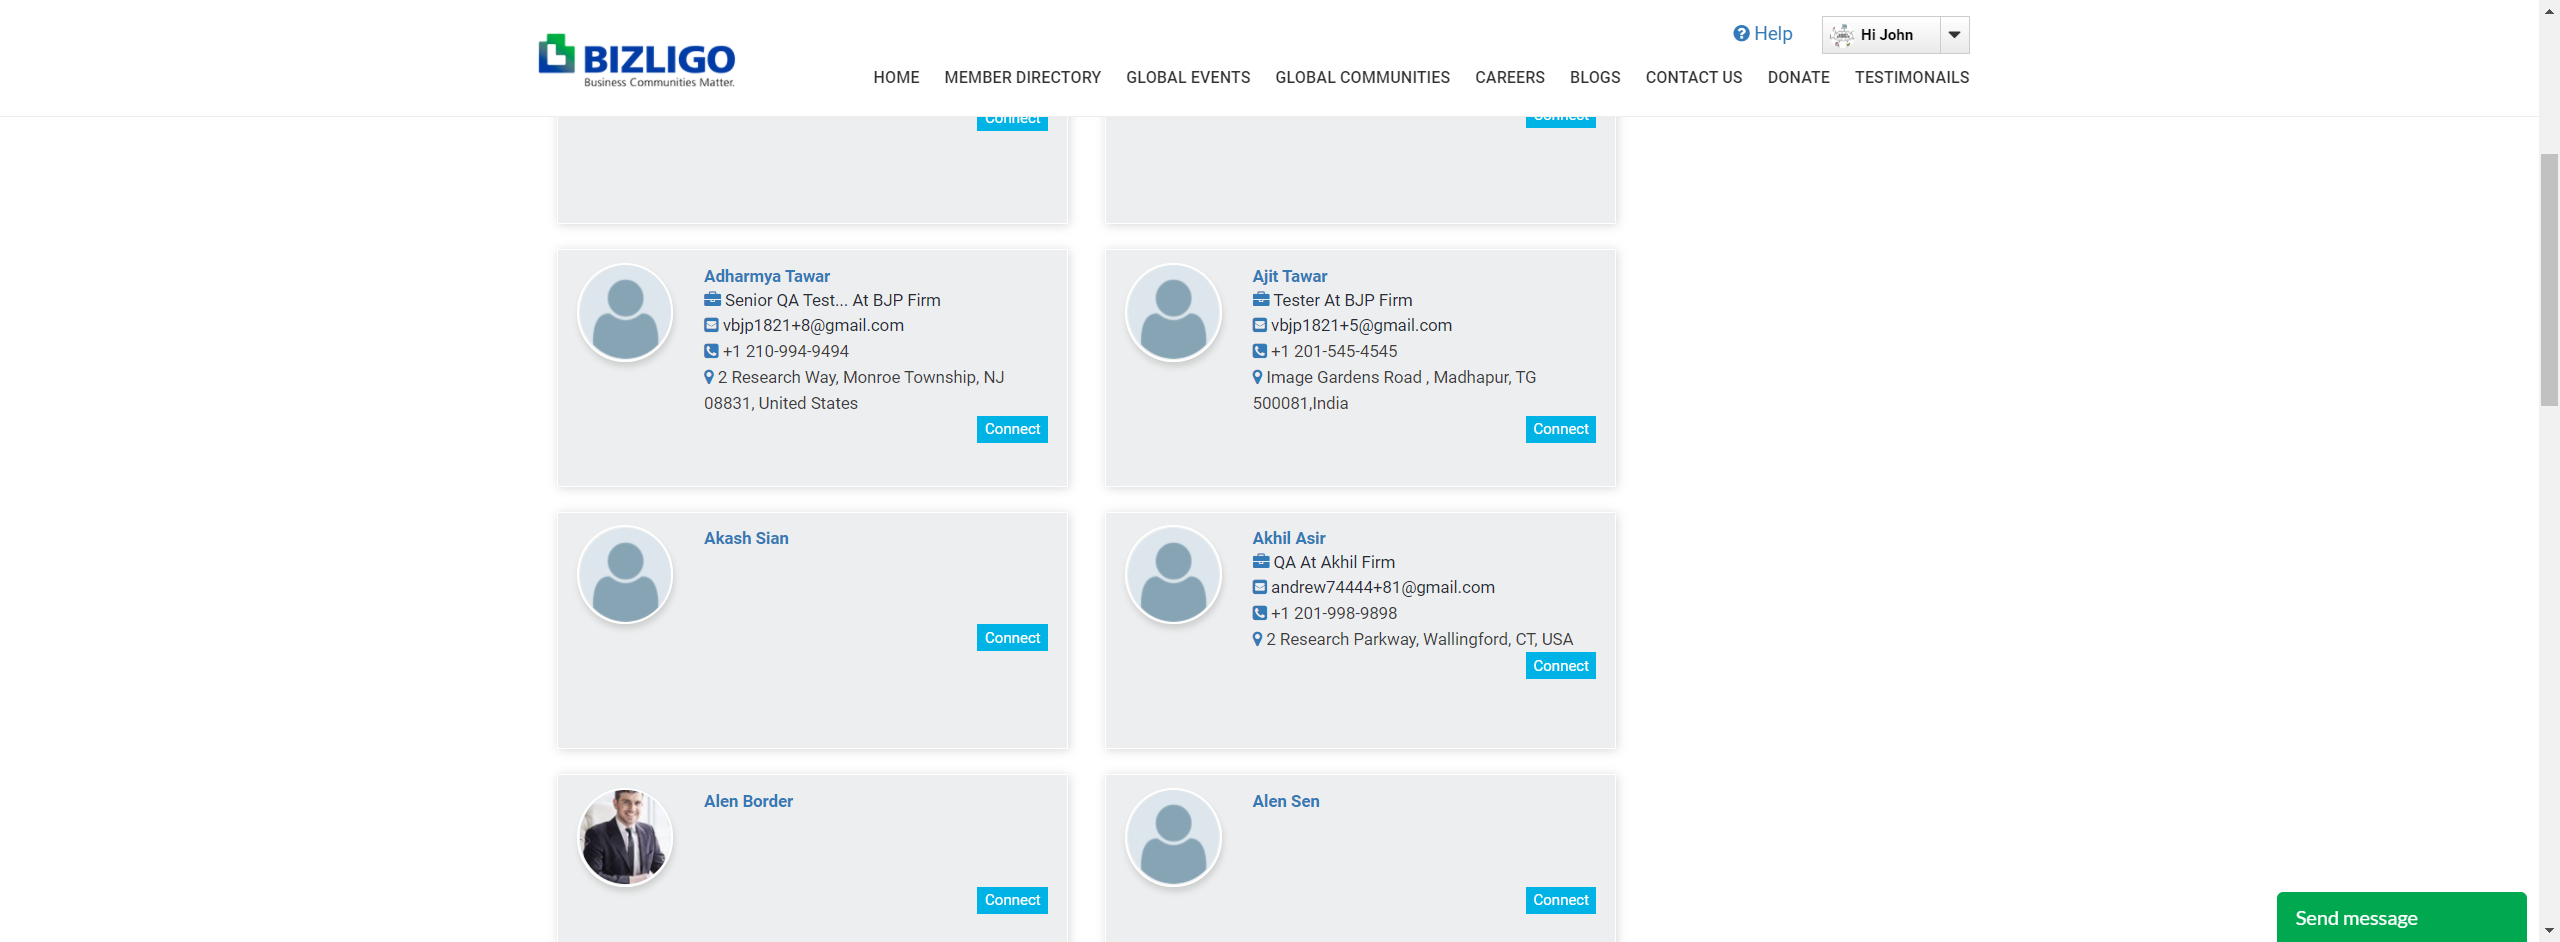 Help
Hi John
BIZLIGO
Business Communities Matter.
HOME MEMBER DIRECTORY GLOBAL EVENTS GLOBAL COMMUNITIES CAREERS BLOGS CONTACT US DONATE TESTIMONAILS
Connect Connect
Adharmya Tawar
Senior QA Test... At BJP Firm
vbjp1821+8@gmail.com
+1 210-994-9494
2 Research Way, Monroe Township, NJ
08831, United States
Connect
Ajit Tawar
Tester At BJP Firm
vbjp1821+5@gmail.com
+1 201-545-4545
Image Gardens Road , Madhapur, TG
500081,India
Connect
Akash Sian
Connect
Akhil Asir
QA At Akhil Firm
andrew74444+81@gmail.com
+1 201-998-9898
2 Research Parkway, Wallingford, CT, USA
Connect
Alen Border
Connect
Alen Sen
Connect
Send message